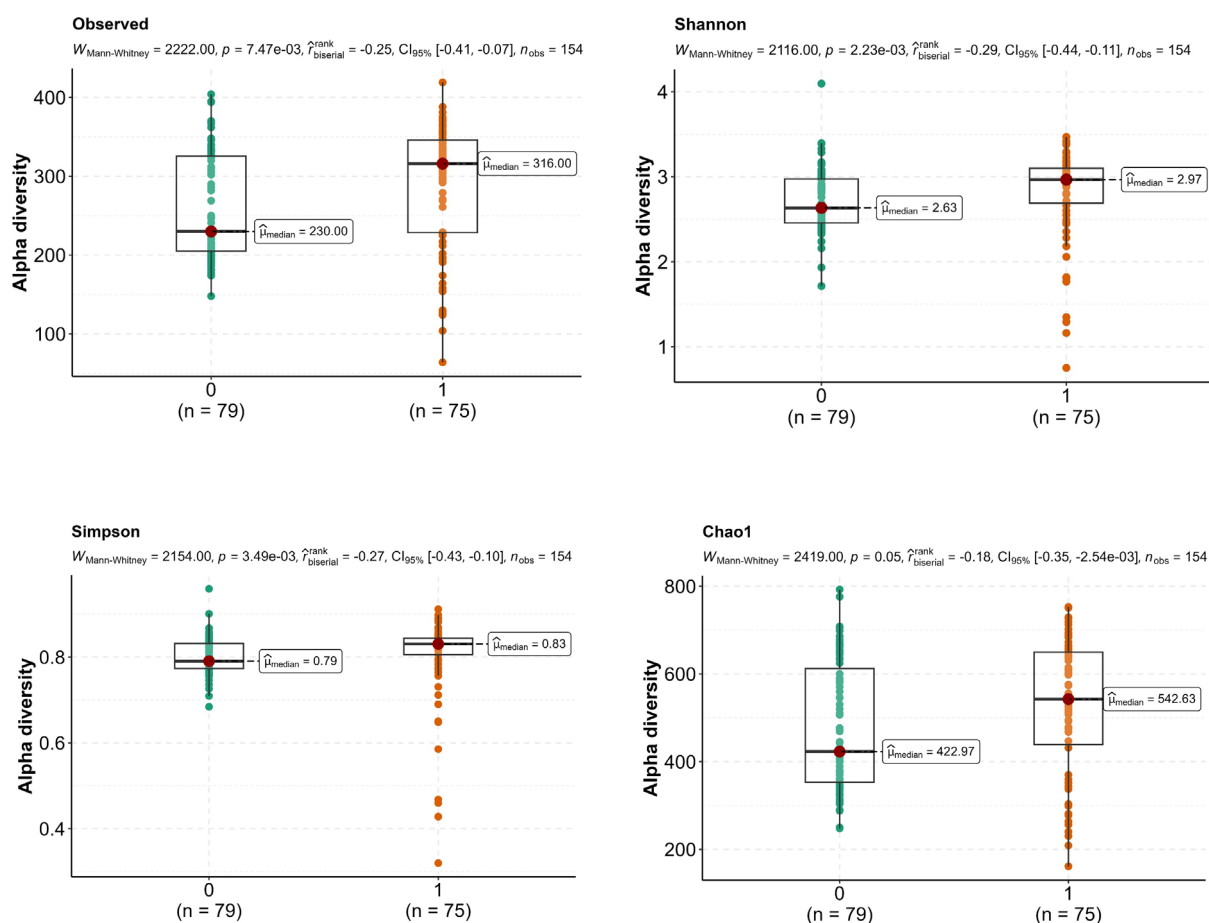 Observed
W_Mann-Whitney = 2222.00, p = 7.47e-03, r̂_biserial^rank = -0.25, CI_95% [-0.41, -0.07], n_obs = 154
Alpha diversity
400
300
200
100
μ̂_median = 230.00
μ̂_median = 316.00
0
(n = 79)
1
(n = 75)
Shannon
W_Mann-Whitney = 2116.00, p = 2.23e-03, r̂_biserial^rank = -0.29, CI_95% [-0.44, -0.11], n_obs = 154
Alpha diversity
4
3
2
1
μ̂_median = 2.63
μ̂_median = 2.97
0
(n = 79)
1
(n = 75)
Simpson
W_Mann-Whitney = 2154.00, p = 3.49e-03, r̂_biserial^rank = -0.27, CI_95% [-0.43, -0.10], n_obs = 154
Alpha diversity
0.8
0.6
0.4
μ̂_median = 0.79
μ̂_median = 0.83
0
(n = 79)
1
(n = 75)
Chao1
W_Mann-Whitney = 2419.00, p = 0.05, r̂_biserial^rank = -0.18, CI_95% [-0.35, -2.54e-03], n_obs = 154
Alpha diversity
800
600
400
200
μ̂_median = 422.97
μ̂_median = 542.63
0
(n = 79)
1
(n = 75)